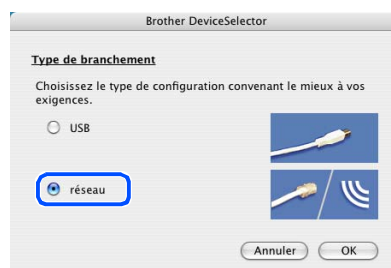 Brother DeviceSelector
Type de branchement
Choisissez le type de configuration convenant le mieux à vos
exigences.
USB
réseau
Annuler OK